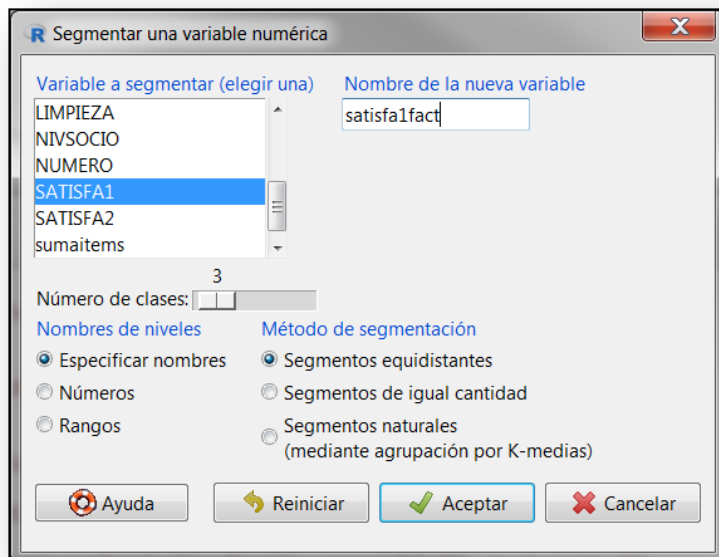 R Segmentar una variable numérica
Variable a segmentar (elegir una)
LIMPIEZA
NIVSOCIO
NUMERO
SATISFA1
SATISFA2
sumaitems
Nombre de la nueva variable
satisfa1fact
3
Número de clases:
Nombres de niveles
Especificar nombres
Números
Rangos
Método de segmentación
Segmentos equidistantes
Segmentos de igual cantidad
Segmentos naturales
(mediante agrupación por K-medias)
Ayuda
Reiniciar
Aceptar
Cancelar